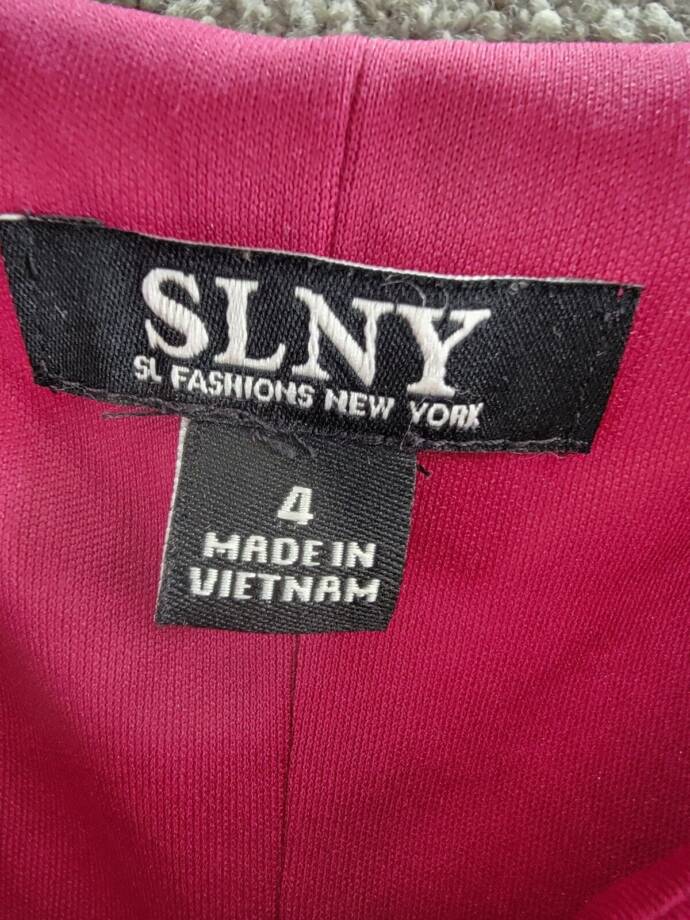 SLNY
SL FASHIONS NEW YORK
4
MADE IN
VIETNAM